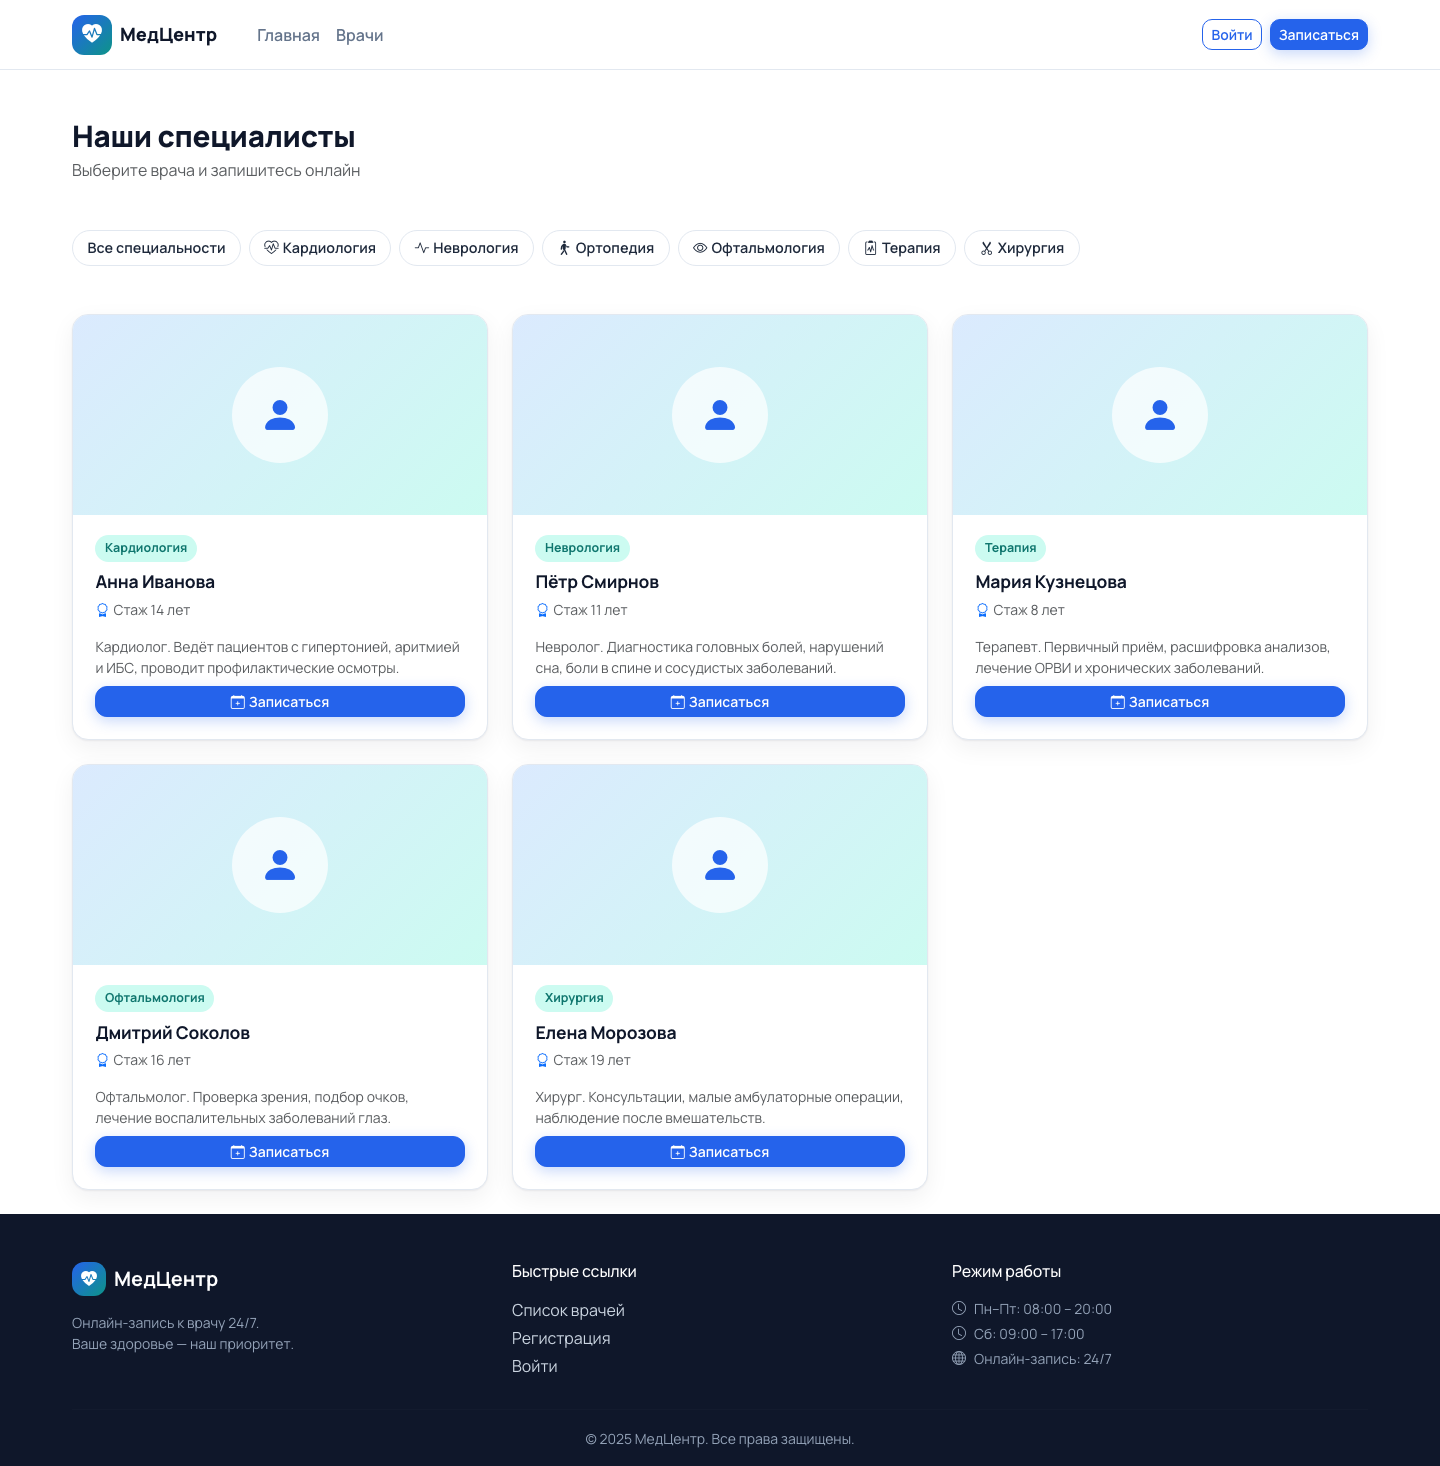 МедЦентр
Главная
Врачи
Войти
Записаться
Наши специалисты
Выберите врача и запишитесь онлайн
Все специальности
Кардиология
Неврология
Ортопедия
Офтальмология
Терапия
Хирургия
Кардиология
Анна Иванова
Стаж 14 лет
Кардиолог. Ведёт пациентов с гипертонией, аритмией
и ИБС, проводит профилактические осмотры.
Записаться
Неврология
Пётр Смирнов
Стаж 11 лет
Невролог. Диагностика головных болей, нарушений
сна, боли в спине и сосудистых заболеваний.
Записаться
Терапия
Мария Кузнецова
Стаж 8 лет
Терапевт. Первичный приём, расшифровка анализов,
лечение ОРВИ и хронических заболеваний.
Записаться
Офтальмология
Дмитрий Соколов
Стаж 16 лет
Офтальмолог. Проверка зрения, подбор очков,
лечение воспалительных заболеваний глаз.
Записаться
Хирургия
Елена Морозова
Стаж 19 лет
Хирург. Консультации, малые амбулаторные операции,
наблюдение после вмешательств.
Записаться
МедЦентр
Онлайн-запись к врачу 24/7.
Ваше здоровье — наш приоритет.
Быстрые ссылки
Список врачей
Регистрация
Войти
Режим работы
Пн–Пт: 08:00 – 20:00
Сб: 09:00 – 17:00
Онлайн-запись: 24/7
© 2025 МедЦентр. Все права защищены.